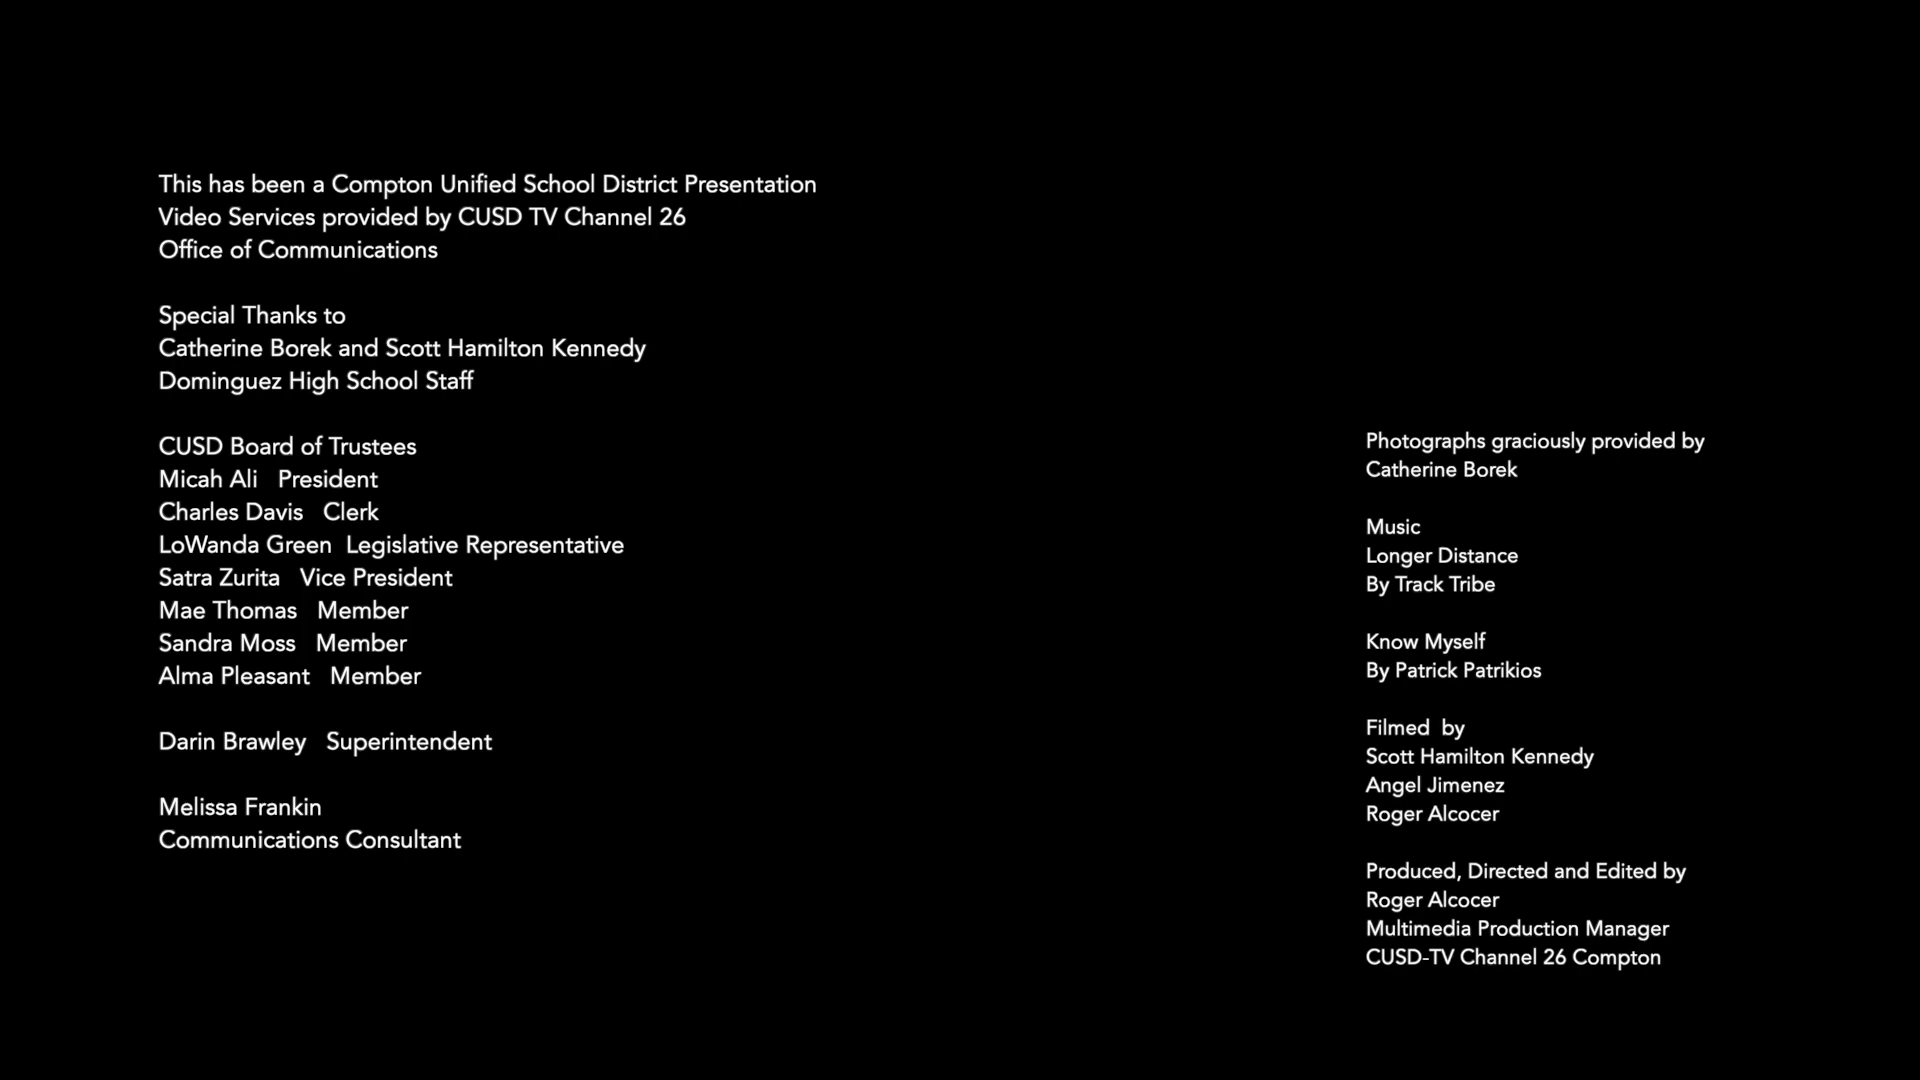 This has been a Compton Unified School District Presentation
Video Services provided by CUSD TV Channel 26
Office of Communications
Special Thanks to
Catherine Borek and Scott Hamilton Kennedy
Dominguez High School Staff
CUSD Board of Trustees
Micah Ali   President
Charles Davis   Clerk
LoWanda Green  Legislative Representative
Satra Zurita   Vice President
Mae Thomas   Member
Sandra Moss   Member
Alma Pleasant   Member
Darin Brawley   Superintendent
Melissa Frankin
Communications Consultant
Photographs graciously provided by
Catherine Borek
Music
Longer Distance
By Track Tribe
Know Myself
By Patrick Patrikios
Filmed  by
Scott Hamilton Kennedy
Angel Jimenez
Roger Alcocer
Produced, Directed and Edited by
Roger Alcocer
Multimedia Production Manager
CUSD-TV Channel 26 Compton